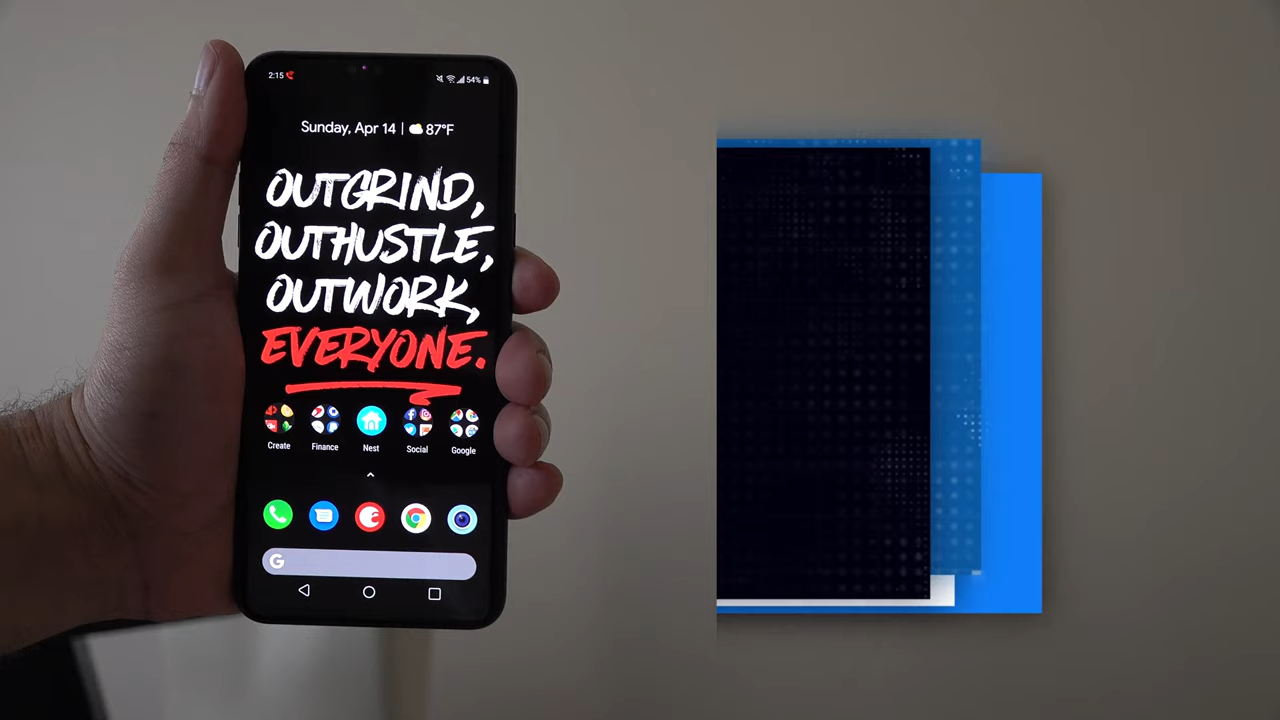 2:15
54%
Sunday, Apr 14 | 87°F
OUTGRIND,
OUTHUSTLE,
OUTWORK,
EVERYONE.
Create Finance Nest Social Google
G